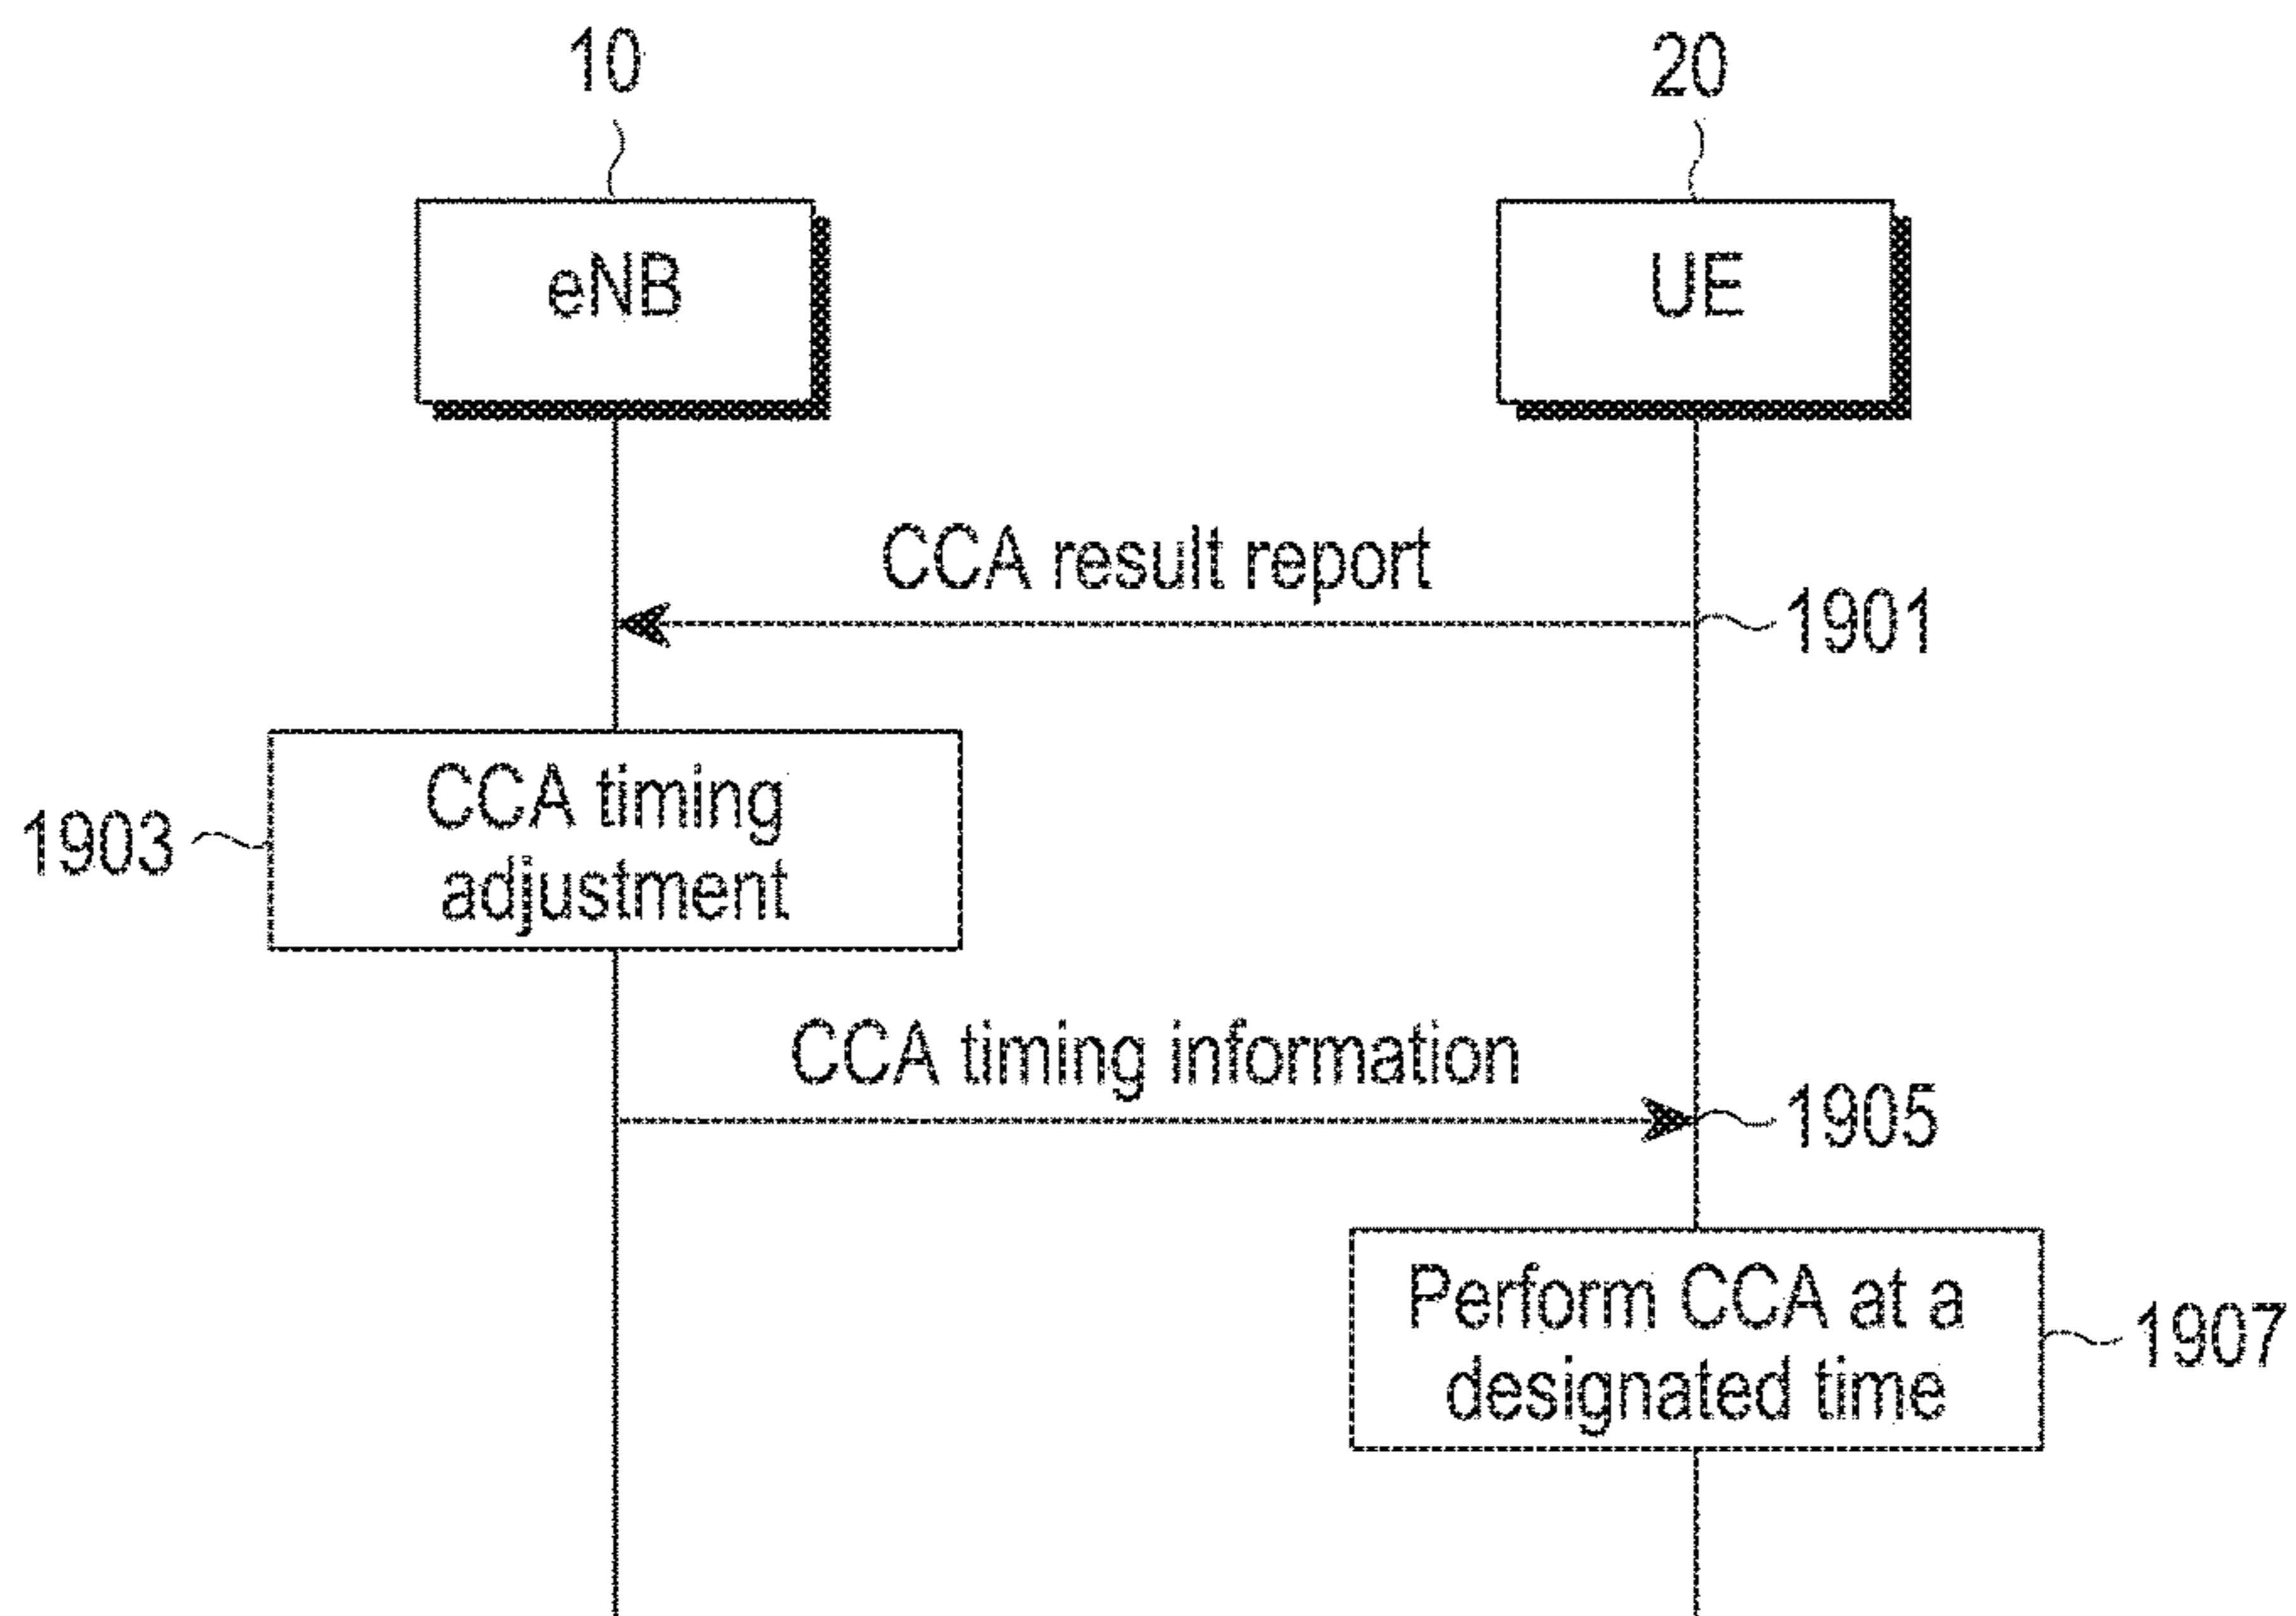 10
20
eNB
UE
CCA result report
1901
CCA timing
adjustment
1903
CCA timing information
1905
Perform CCA at a
designated time
1907